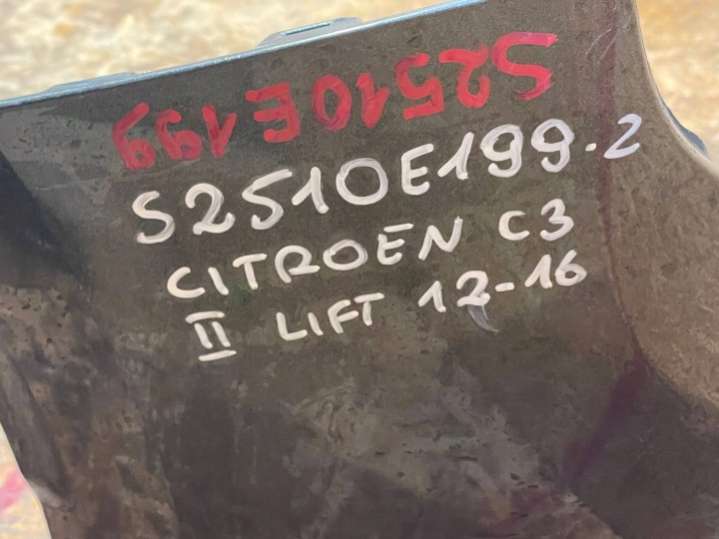 S2510E199
S2510E199.2
CITROEN C3
II LIFT 12-16